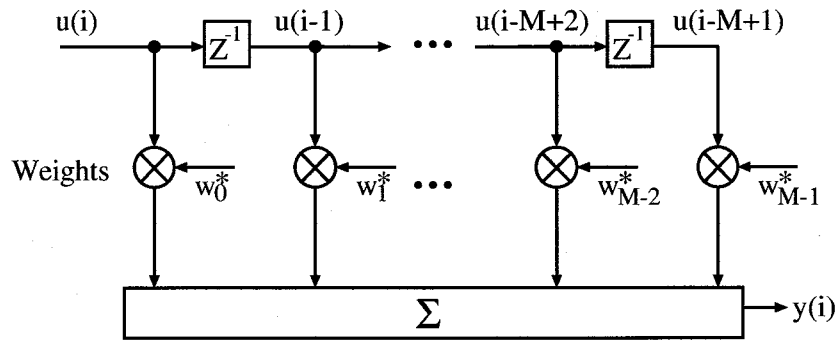 u(i) u(i-1) u(i-M+2) u(i-M+1)
Z⁻¹ ••• Z⁻¹
Weights w₀* w₁* ••• w*M-2 w*M-1
Σ y(i)